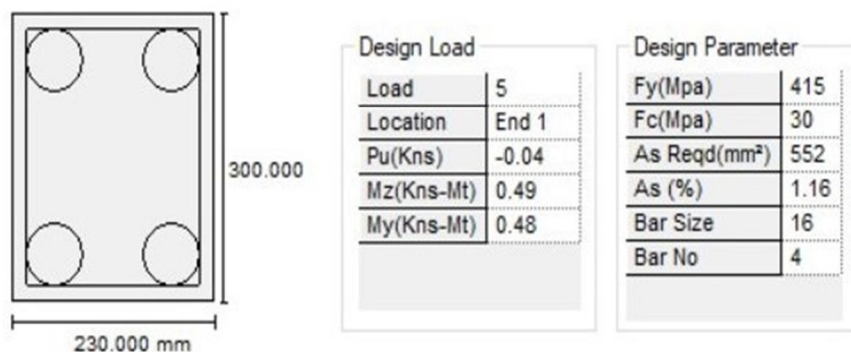 300.000
230.000 mm
Design Load
Load 5
Location End 1
Pu(Kns) -0.04
Mz(Kns-Mt) 0.49
My(Kns-Mt) 0.48
Design Parameter
Fy(Mpa) 415
Fc(Mpa) 30
As Reqd(mm²) 552
As (%) 1.16
Bar Size 16
Bar No 4